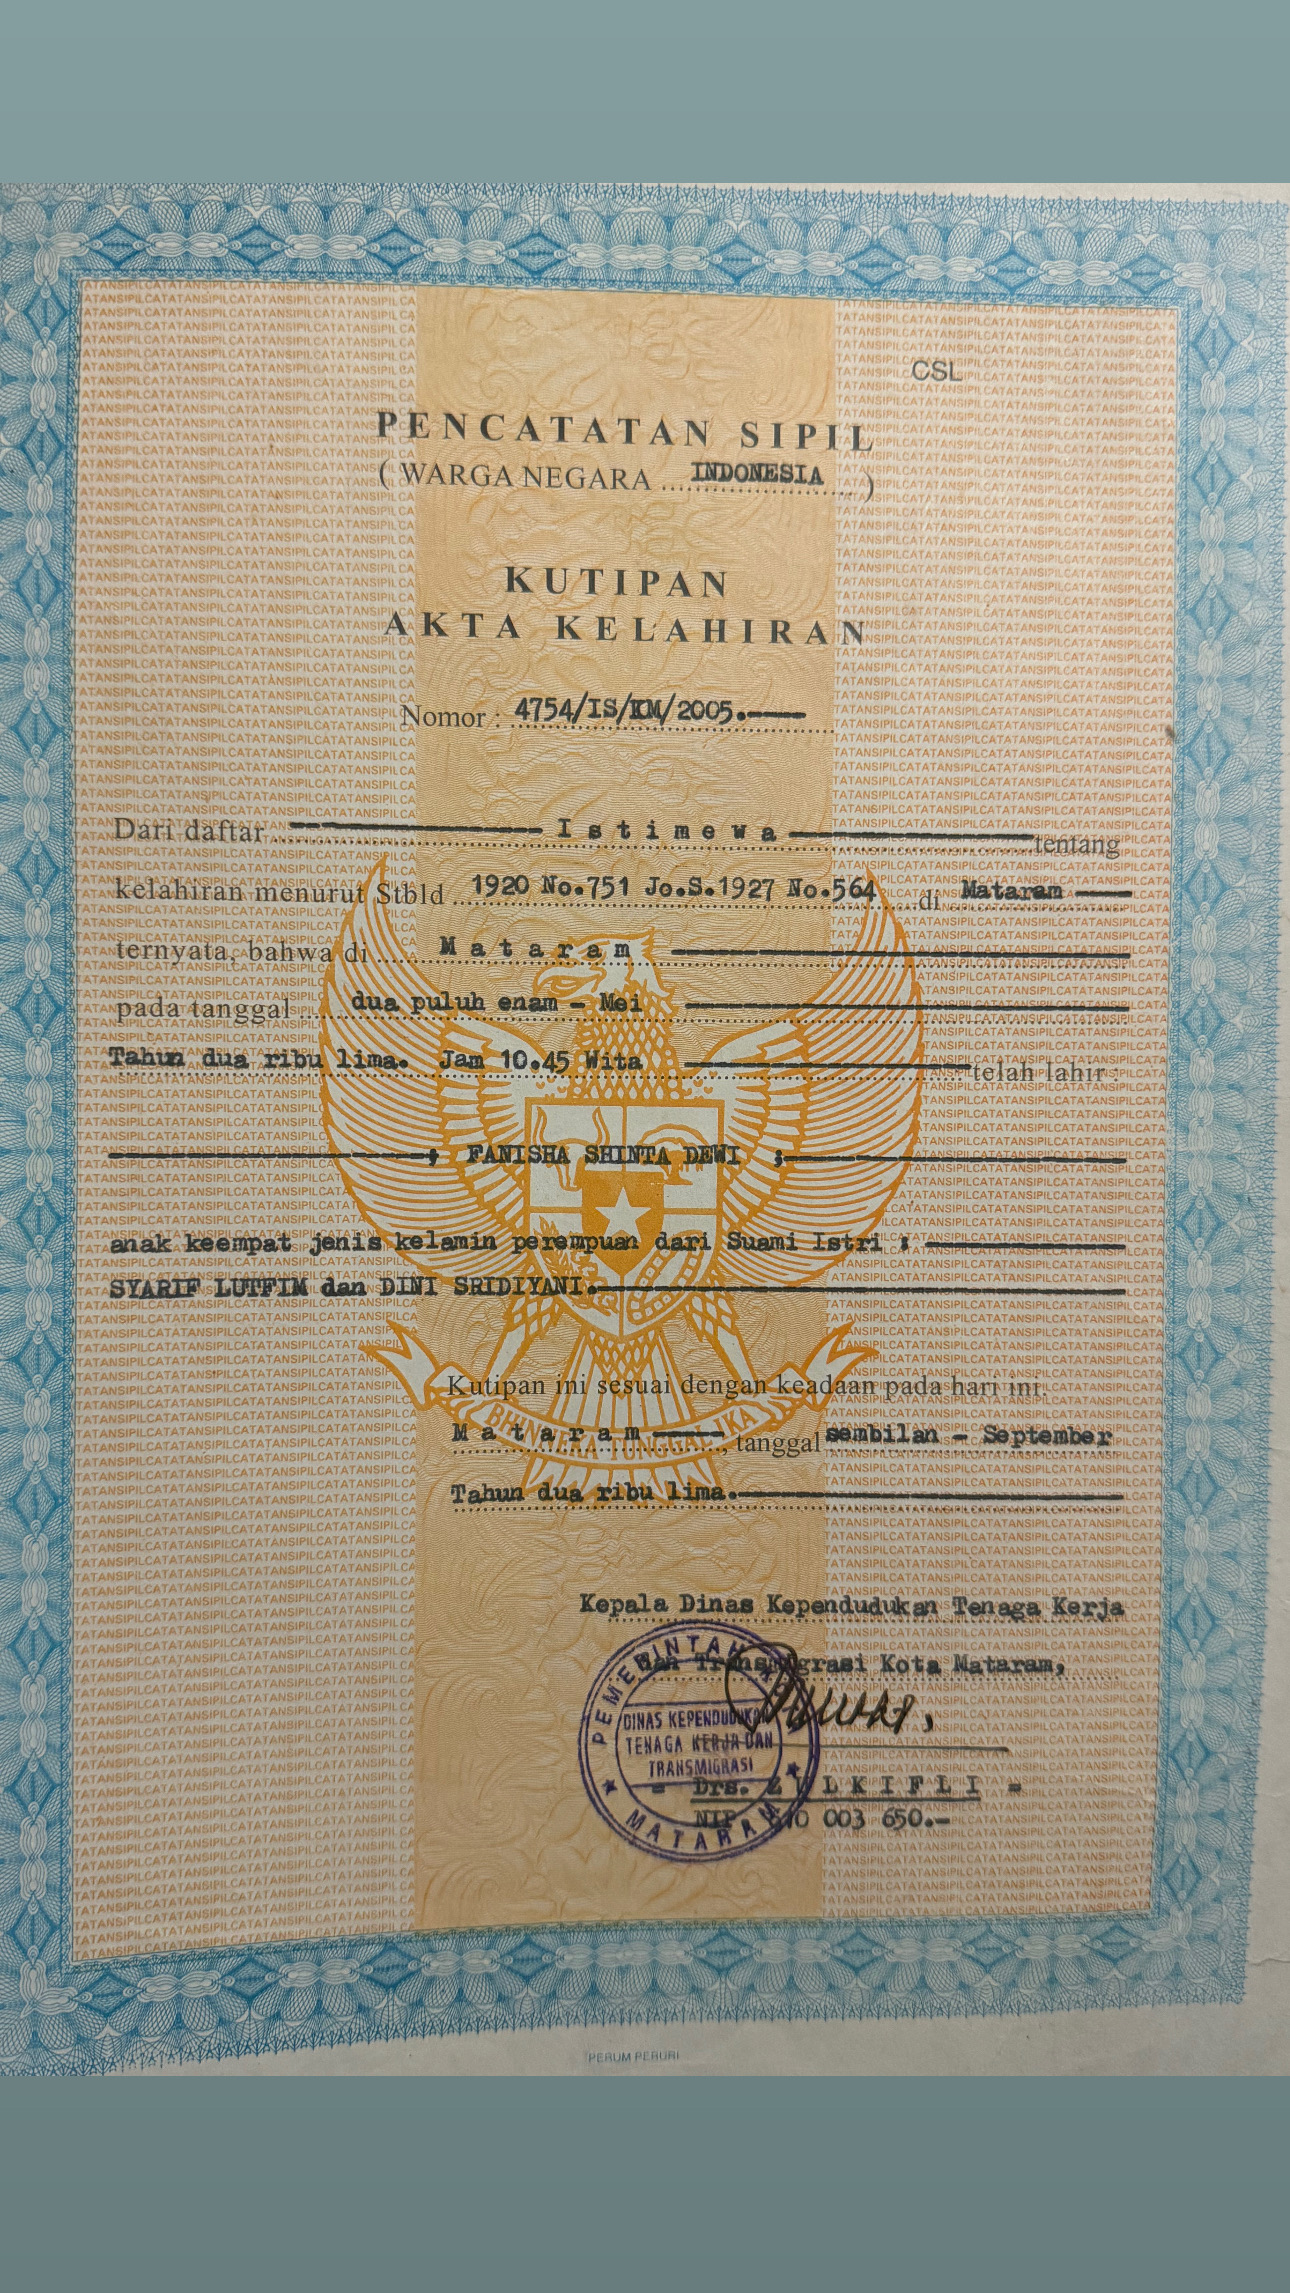 CSL
PENCATATAN SIPIL
( WARGA NEGARA ... INDONESIA ... )
KUTIPAN
AKTA KELAHIRAN
Nomor : 4754/IS/KM/2005.—
Dari daftar — Istimewa — tentang
kelahiran menurut Stbld 1920 No.751 Jo.S.1927 No.564 di Mataram —
ternyata, bahwa di Mataram —
pada tanggal dua puluh enam - Mei —
Tahun dua ribu lima. Jam 10.45 Wita — telah lahir :
— ; FANISHA SHINTA DEWI ; —
anak keempat jenis kelamin perempuan dari Suami Istri : —
SYARIF LUTFIM dan DINI SRIDIYANI.—
Kutipan ini sesuai dengan keadaan pada hari ini.
BHINNEKA TUNGGAL IKA
Mataram — , tanggal sembilan - September
Tahun dua ribu lima.—
Kepala Dinas Kependudukan Tenaga Kerja
dan Transmigrasi Kota Mataram,
PEMERINTAH
DINAS KEPENDUDUKAN
TENAGA KERJA DAN
TRANSMIGRASI
MATARAM
- Drs. ZULKIFLI -
NIP 003 650.-
PERUM PERURI